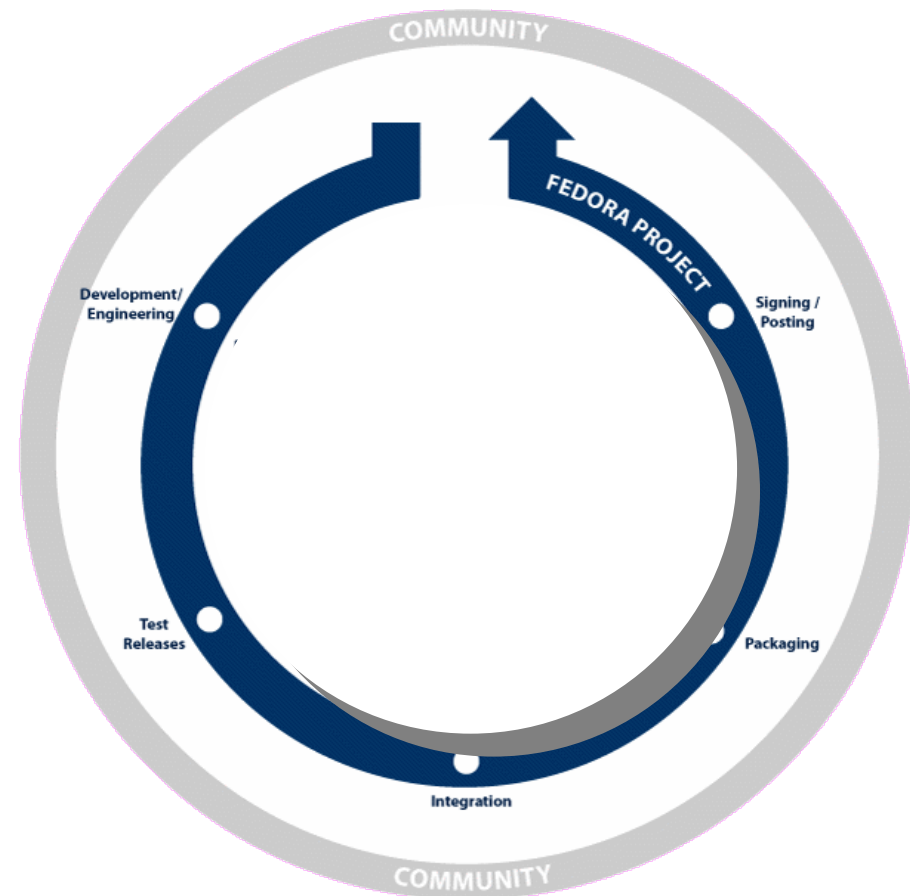 COMMUNITY
FEDORA PROJECT
Development/
Engineering
Signing /
Posting
Test
Releases
Packaging
Integration
COMMUNITY